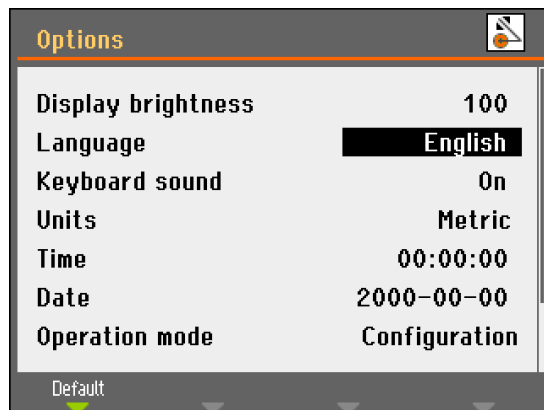 Options
Display brightness 100
Language English
Keyboard sound On
Units Metric
Time 00:00:00
Date 2000-00-00
Operation mode Configuration
Default